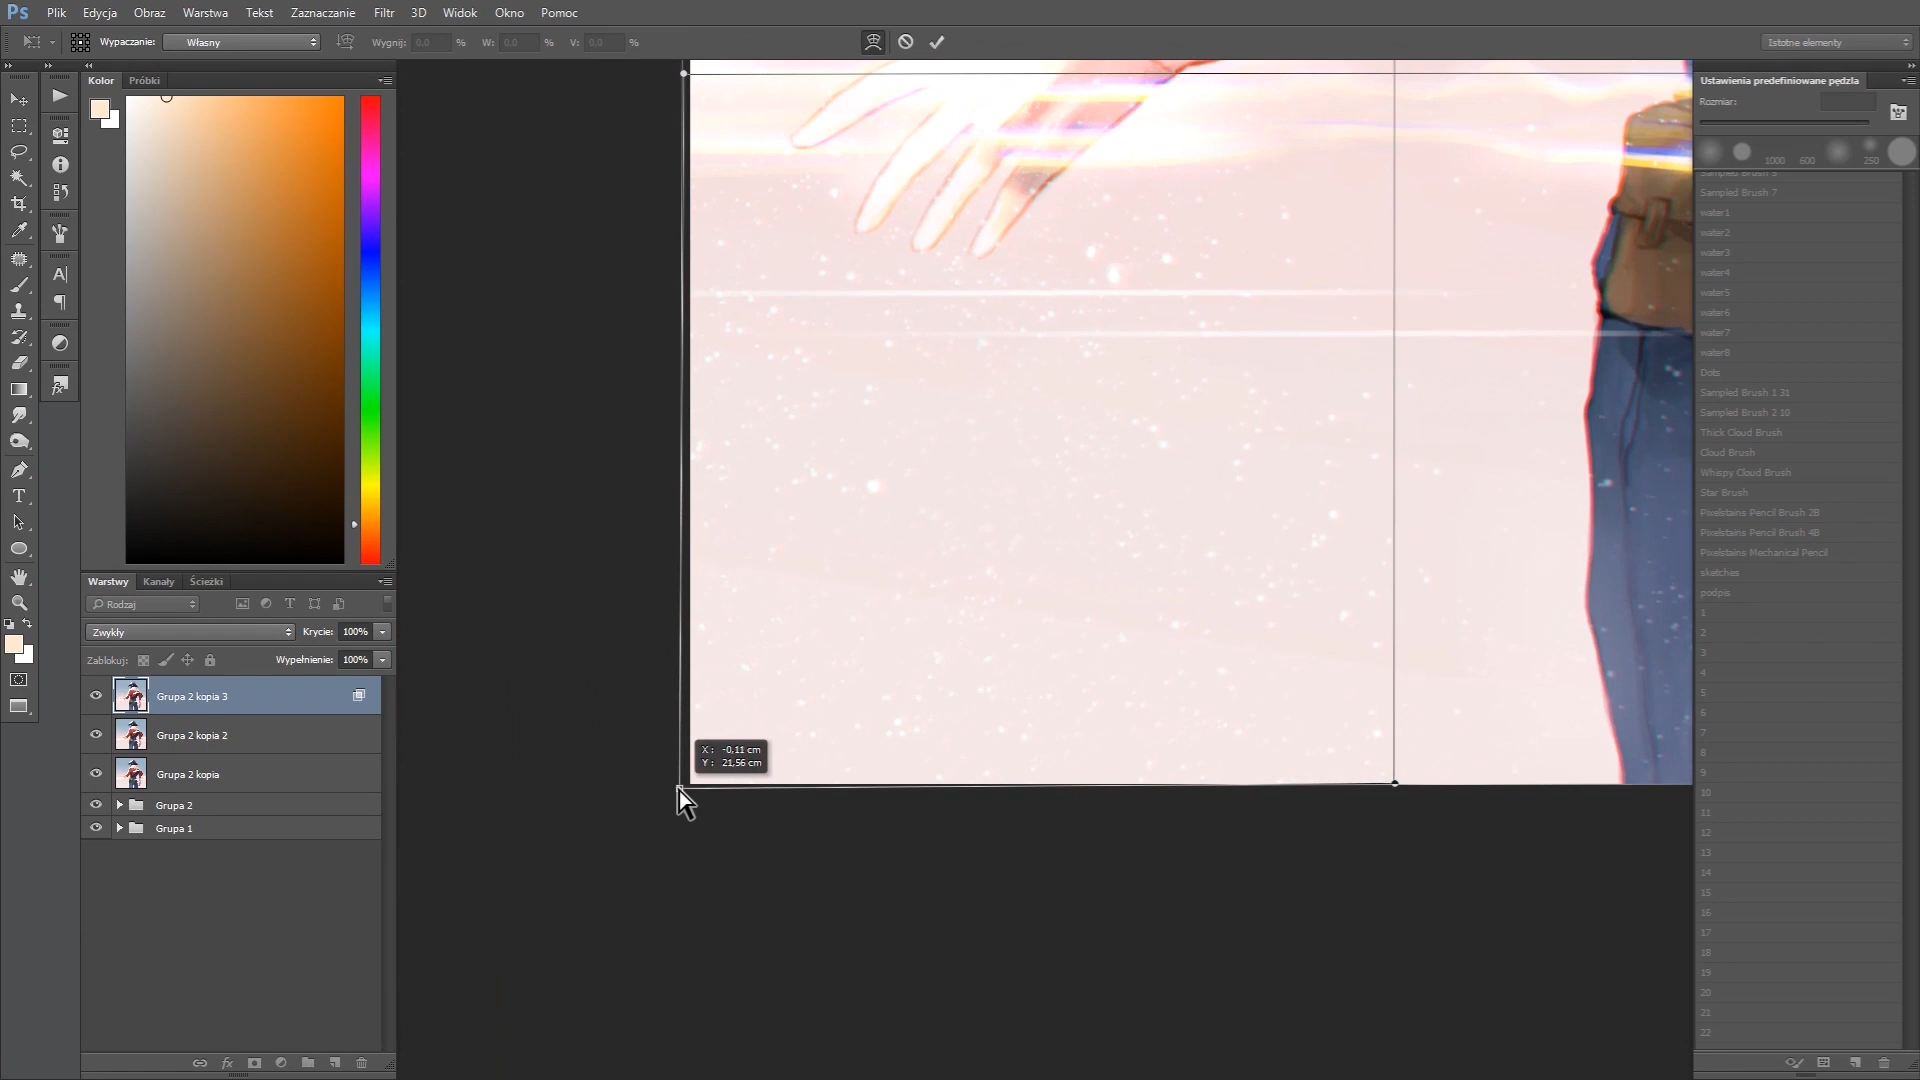 Ps Plik Edycja Obraz Warstwa Tekst Zaznaczanie Filtr 3D Widok Okno Pomoc
Wypaczanie: Własny Wygnij: 0,0 % W: 0,0 % V: 0,0 % Istotne elementy
Kolor Próbki
Ustawienia predefiniowane pędzla
Rozmiar:
1000 600 250
Sampled Brush 5
Sampled Brush 7
water1
water2
water3
water4
water5
water6
water7
water8
Dots
Sampled Brush 1 31
Sampled Brush 2 10
Thick Cloud Brush
Cloud Brush
Whispy Cloud Brush
Star Brush
Pixelstains Pencil Brush 2B
Pixelstains Pencil Brush 4B
Pixelstains Mechanical Pencil
sketches
podpis
1
2
3
4
5
6
7
8
9
10
11
12
13
14
15
16
17
18
19
20
21
22
Warstwy Kanały Ścieżki
Rodzaj
Zwykły Krycie: 100%
Zablokuj: Wypełnienie: 100%
Grupa 2 kopia 3
Grupa 2 kopia 2
Grupa 2 kopia
Grupa 2
Grupa 1
X : -0,11 cm
Y : 21,56 cm